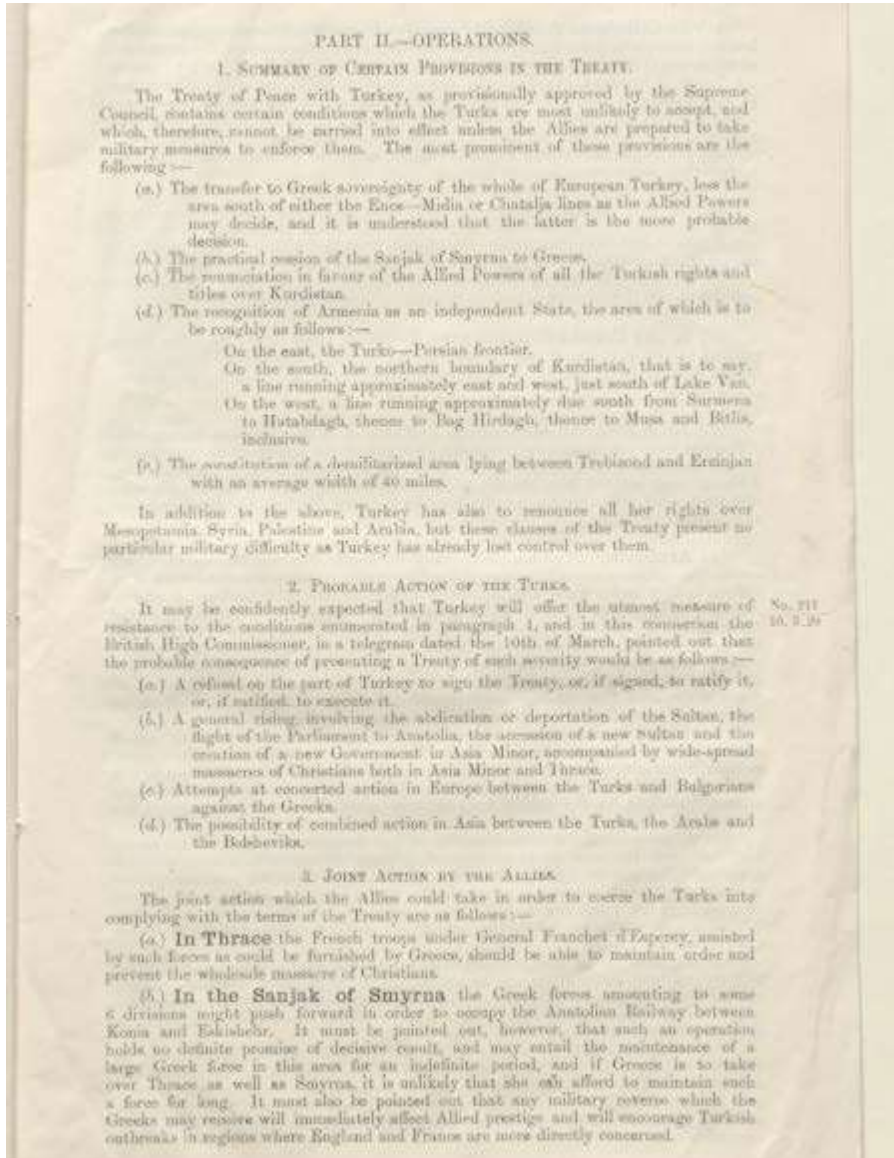 PART II.—OPERATIONS.
1. SUMMARY OF CERTAIN PROVISIONS IN THE TREATY.
The Treaty of Peace with Turkey, as provisionally approved by the Supreme
Council, contains certain conditions which the Turks are most unlikely to accept, and
which, therefore, cannot be carried into effect unless the Allies are prepared to take
military measures to enforce them. The most prominent of these provisions are the
following :—
(a.) The transfer to Greek sovereignty of the whole of European Turkey, less the
area south of either the Enos—Midia or Chatalja lines as the Allied Powers
may decide, and it is understood that the latter is the more probable
decision.
(b.) The practical cession of the Sanjak of Smyrna to Greece.
(c.) The renunciation in favour of the Allied Powers of all the Turkish rights and
titles over Kurdistan.
(d.) The recognition of Armenia as an independent State, the area of which is to
be roughly as follows :—
On the east, the Turko—Persian frontier.
On the south, the northern boundary of Kurdistan, that is to say,
a line running approximately east and west, just south of Lake Van.
On the west, a line running approximately due south from Surmena
to Hutabdagh, thence to Bag Hirdagh, thence to Musa and Bitlis,
inclusive.
(e.) The constitution of a demilitarized area lying between Trebizond and Erzinjan
with an average width of 40 miles.
In addition to the above, Turkey has also to renounce all her rights over
Mesopotamia, Syria, Palestine and Arabia, but these clauses of the Treaty present no
particular military difficulty as Turkey has already lost control over them.
2. PROBABLE ACTION OF THE TURKS.
It may be confidently expected that Turkey will offer the utmost measure of
resistance to the conditions enumerated in paragraph 1, and in this connection the
British High Commissioner, in a telegram dated the 10th of March, pointed out that
the probable consequence of presenting a Treaty of such severity would be as follows :—
(a.) A refusal on the part of Turkey to sign the Treaty, or, if signed, to ratify it,
or, if ratified, to execute it.
(b.) A general rising, involving the abdication or deportation of the Sultan, the
flight of the Parliament to Anatolia, the accession of a new Sultan and the
creation of a new Government in Asia Minor, accompanied by wide-spread
massacres of Christians both in Asia Minor and Thrace.
(c.) Attempts at concerted action in Europe between the Turks and Bulgarians
against the Greeks.
(d.) The possibility of combined action in Asia between the Turks, the Arabs and
the Bolsheviks.
3. JOINT ACTION BY THE ALLIES.
The joint action which the Allies could take in order to coerce the Turks into
complying with the terms of the Treaty are as follows :—
(a.) In Thrace the French troops under General Franchet d'Esperey, assisted
by such forces as could be furnished by Greece, should be able to maintain order and
prevent the wholesale massacre of Christians.
(b.) In the Sanjak of Smyrna the Greek forces amounting to some
6 divisions might push forward in order to occupy the Anatolian Railway between
Konia and Eskishehr. It must be pointed out, however, that such an operation
holds no definite promise of decisive result, and may entail the maintenance of a
large Greek force in this area for an indefinite period, and if Greece is to take
over Thrace as well as Smyrna, it is unlikely that she can afford to maintain such
a force for long. It must also be pointed out that any military reverse which the
Greeks may receive will immediately affect Allied prestige and will encourage Turkish
outbreaks in regions where England and France are more directly concerned.